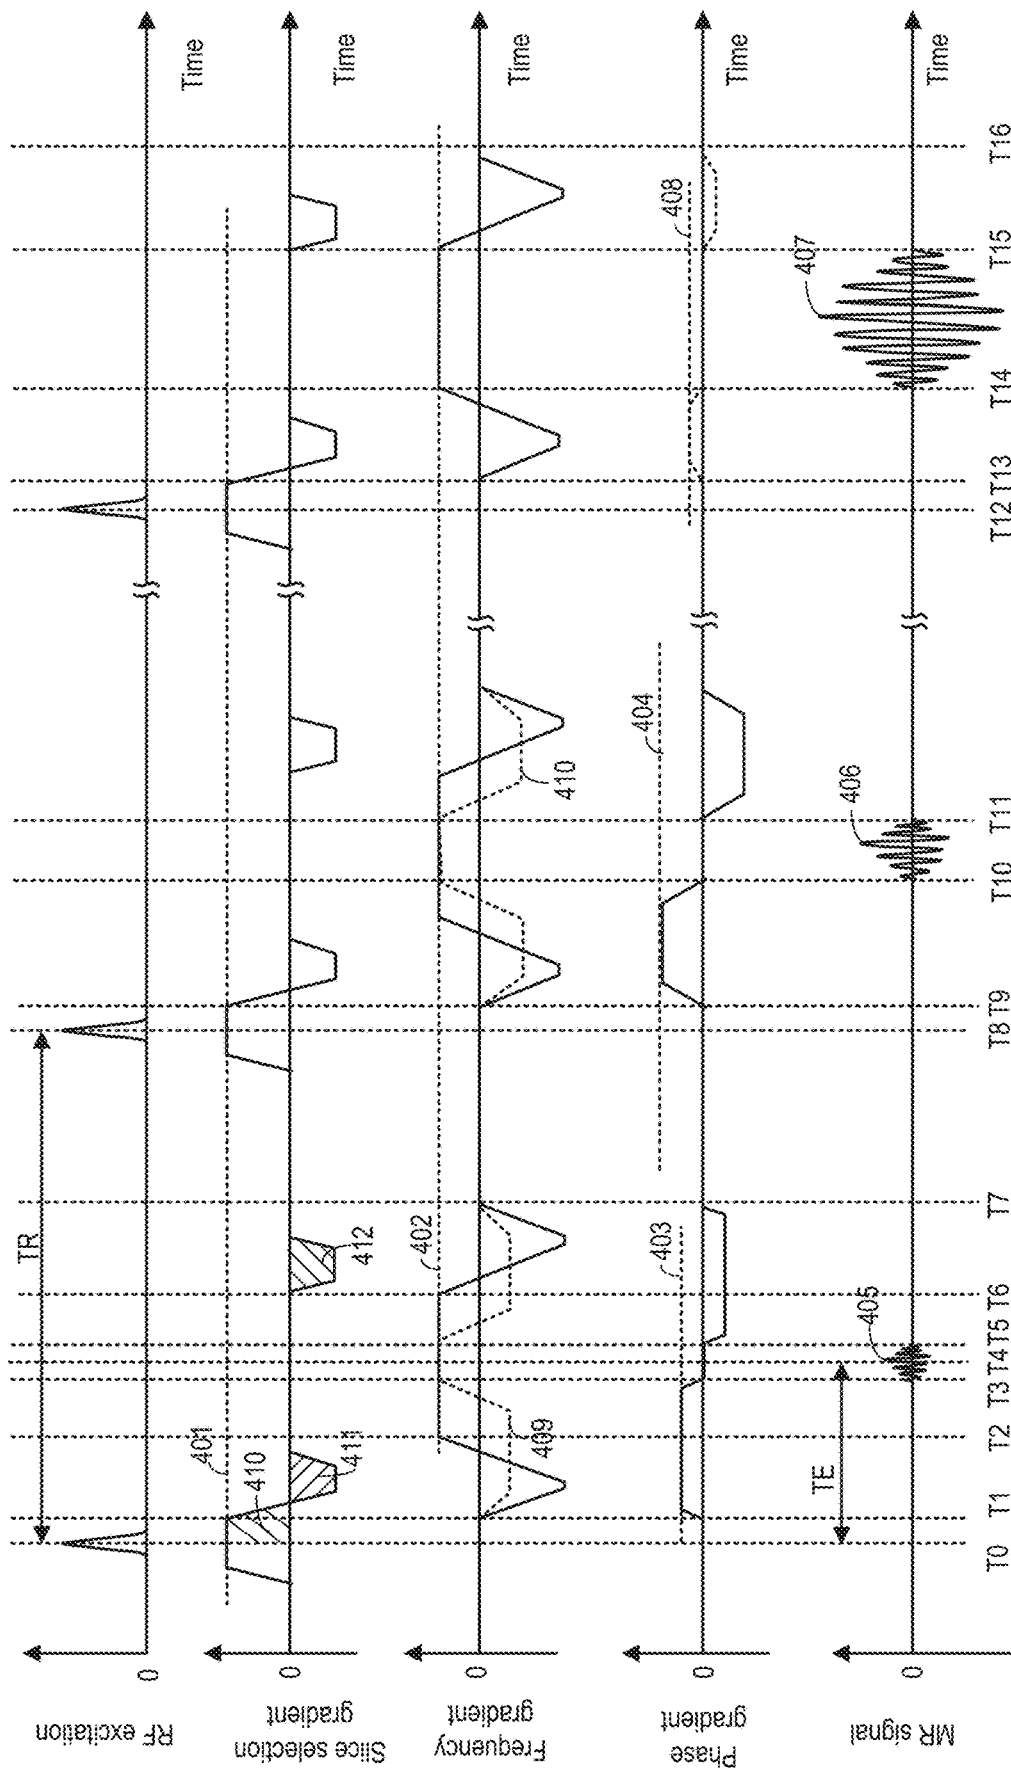 RF excitation
0
TR
Time
Slice selection
gradient
0
401
410
411
412
Time
Frequency
gradient
0
409
402
410
Time
Phase
gradient
0
403
404
408
Time
MR signal
0
TE
405
406
407
Time
T0 T1 T2 T3 T4 T5 T6 T7 T8 T9 T10 T11 T12 T13 T14 T15 T16